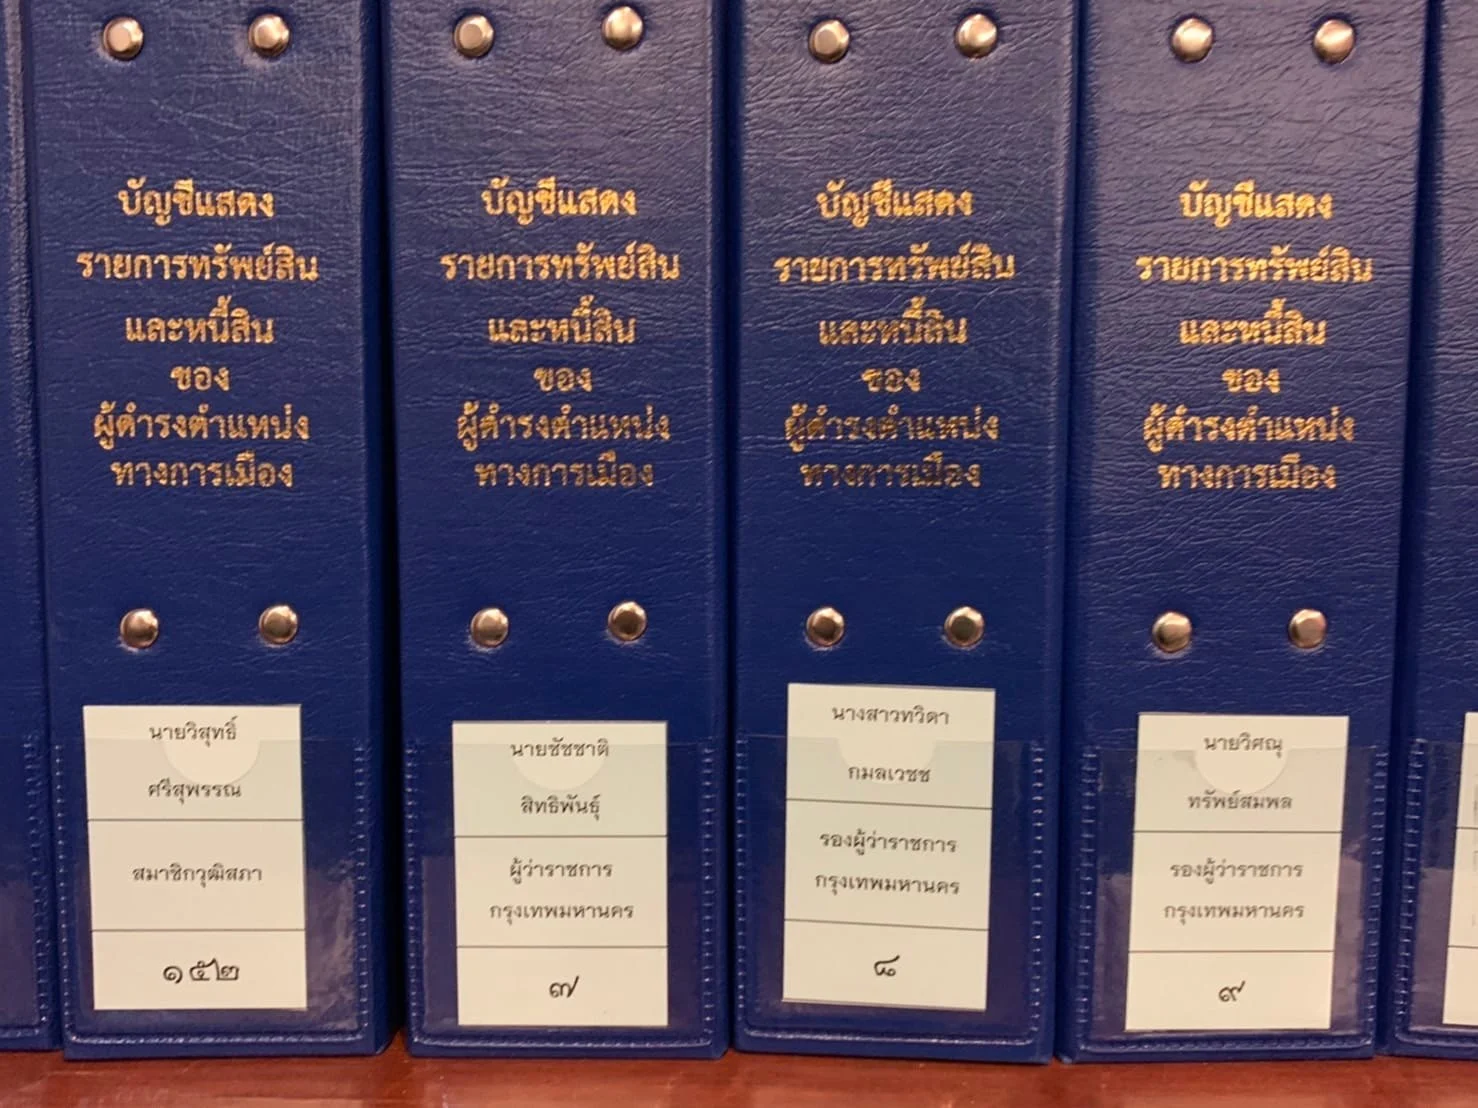 บัญชีแสดง
รายการทรัพย์สิน
และหนี้สิน
ของ
ผู้ดำรงตำแหน่ง
ทางการเมือง
นายวิสุทธิ์
ศรีสุพรรณ
สมาชิกวุฒิสภา
๑๕๒
บัญชีแสดง
รายการทรัพย์สิน
และหนี้สิน
ของ
ผู้ดำรงตำแหน่ง
ทางการเมือง
นายชัชชาติ
สิทธิพันธุ์
ผู้ว่าราชการ
กรุงเทพมหานคร
๗
บัญชีแสดง
รายการทรัพย์สิน
และหนี้สิน
ของ
ผู้ดำรงตำแหน่ง
ทางการเมือง
นางสาวทวิดา
กมลเวชช
รองผู้ว่าราชการ
กรุงเทพมหานคร
๘
บัญชีแสดง
รายการทรัพย์สิน
และหนี้สิน
ของ
ผู้ดำรงตำแหน่ง
ทางการเมือง
นายวิศณุ
ทรัพย์สมพล
รองผู้ว่าราชการ
กรุงเทพมหานคร
๙